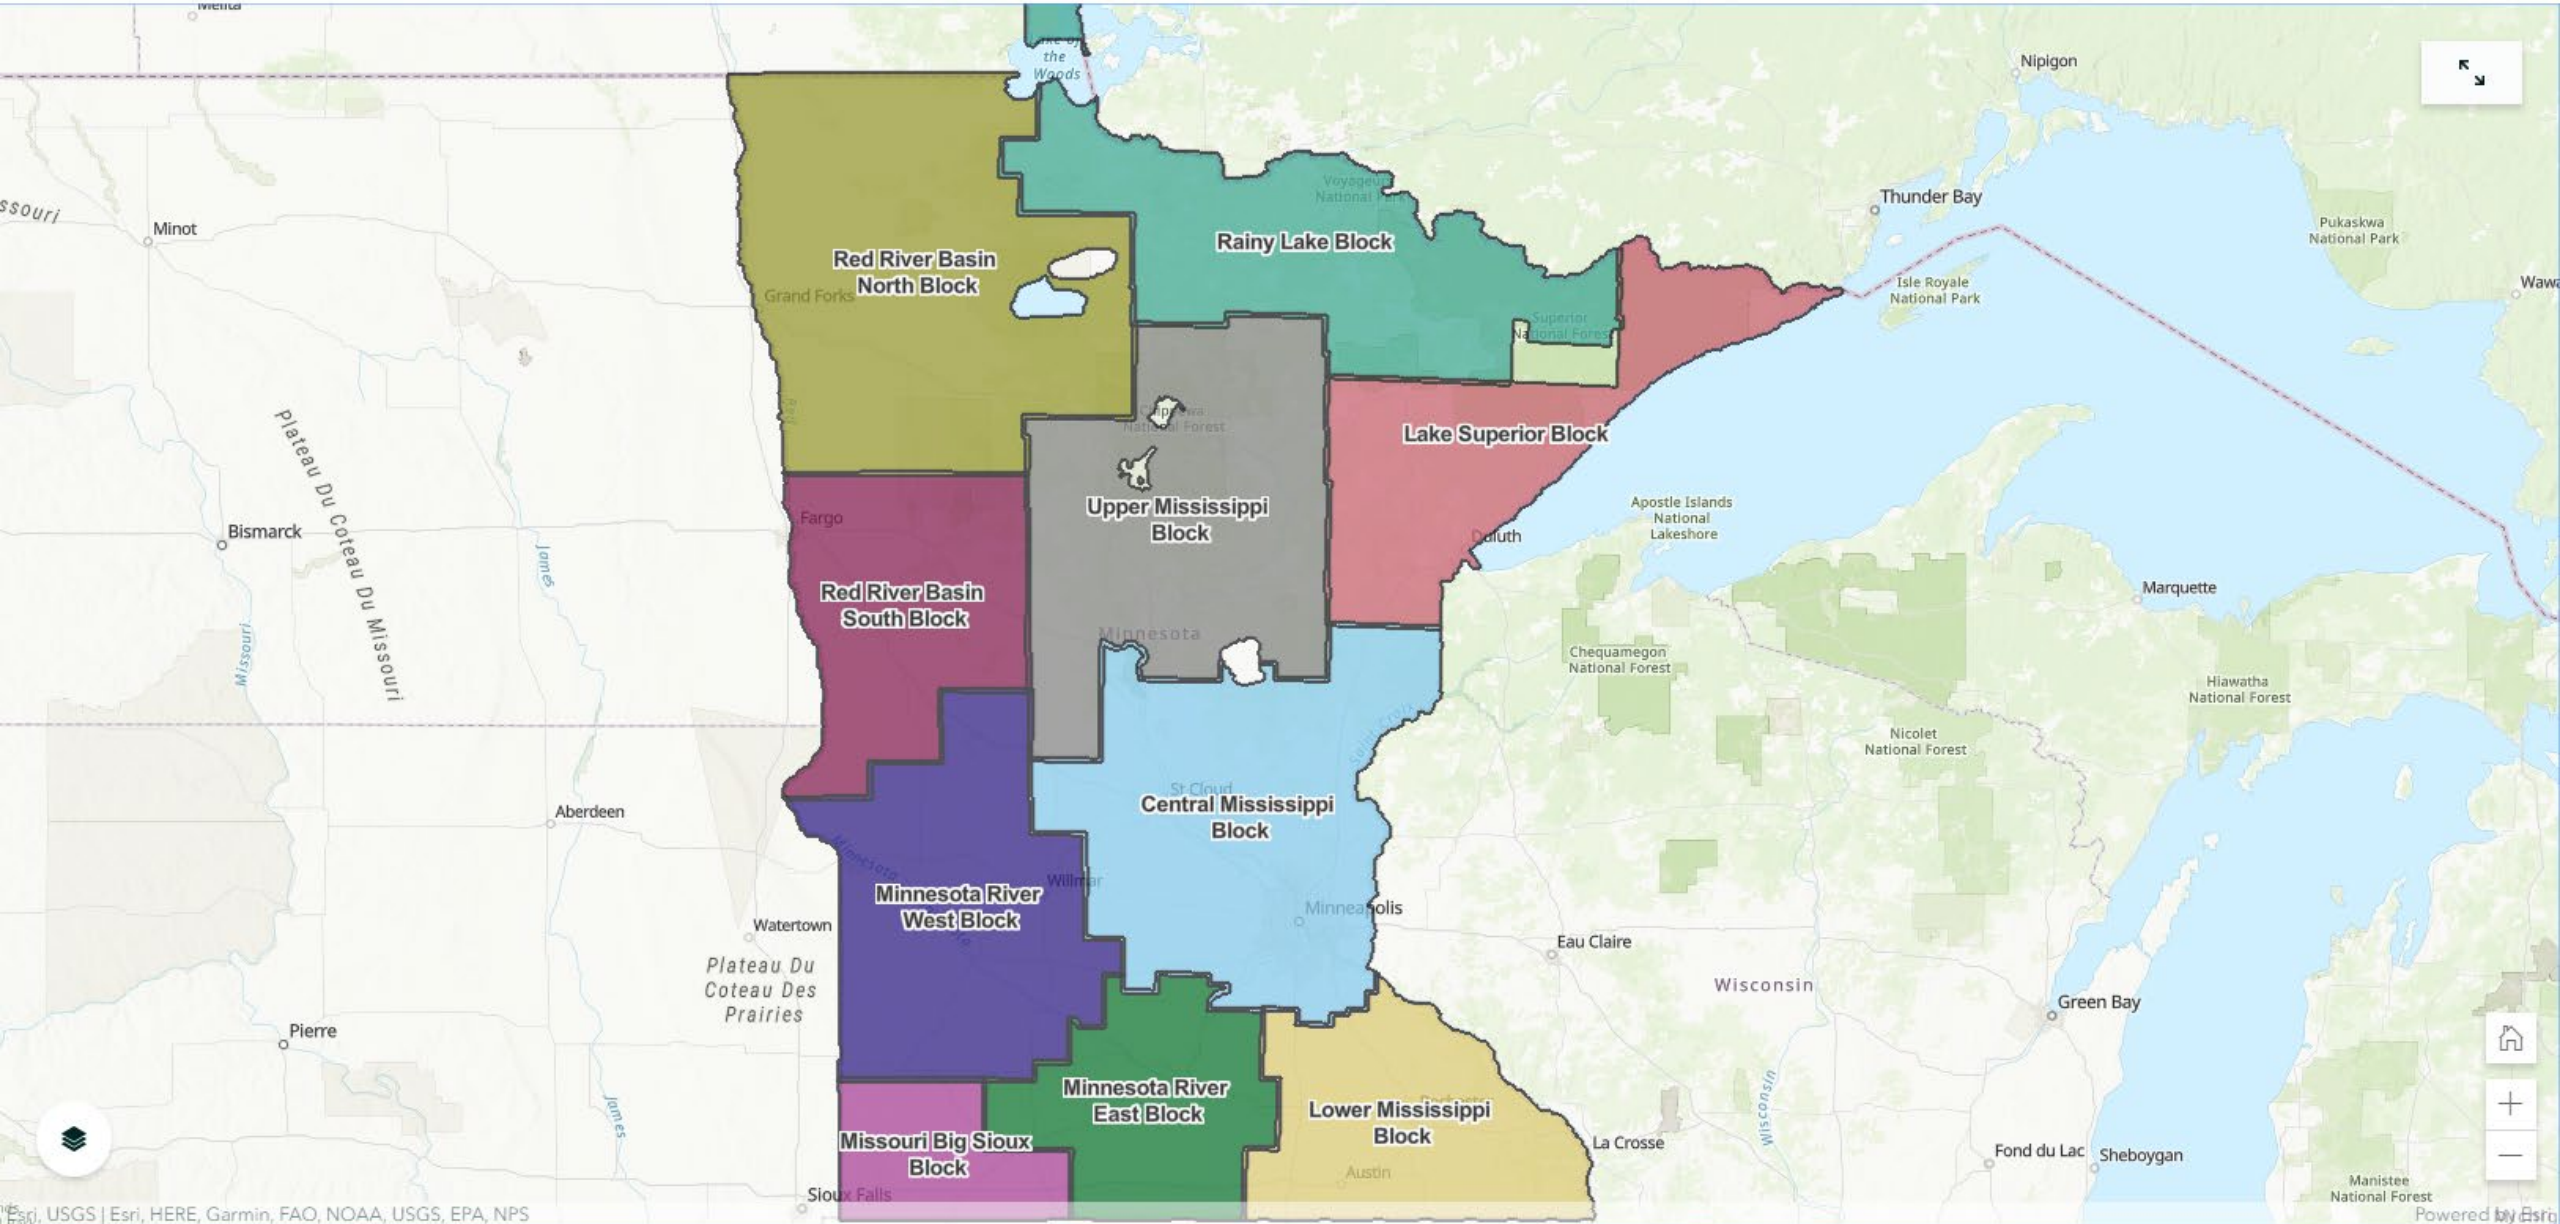 the
Woods
Nipigon
Thunder Bay
Pukaskwa
National Park
Isle Royale
National Park
ssouri
Minot
Voyageurs
National Park
Rainy Lake Block
Red River Basin
North Block
Grand Forks
Superior
National Forest
Chippewa
National Forest
Lake Superior Block
Plateau Du Coteau Du Missouri
Bismarck
James
Missouri
Fargo
Upper Mississippi
Block
Duluth
Apostle Islands
National
Lakeshore
Marquette
Red River Basin
South Block
Minnesota
Chequamegon
National Forest
Hiawatha
National Forest
Nicolet
National Forest
Saint Croix
St Cloud
Central Mississippi
Block
Aberdeen
Minnesota
Willmar
Minnesota River
West Block
Minneapolis
Watertown
Eau Claire
Plateau Du
Coteau Des
Prairies
Wisconsin
Green Bay
Pierre
James
Minnesota River
East Block
Lower Mississippi
Block
Missouri Big Sioux
Block
Wisconsin
La Crosse
Fond du Lac
Sheboygan
Austin
Sioux Falls
Manistee
National Forest
Esri, USGS | Esri, HERE, Garmin, FAO, NOAA, USGS, EPA, NPS
Powered by Esri